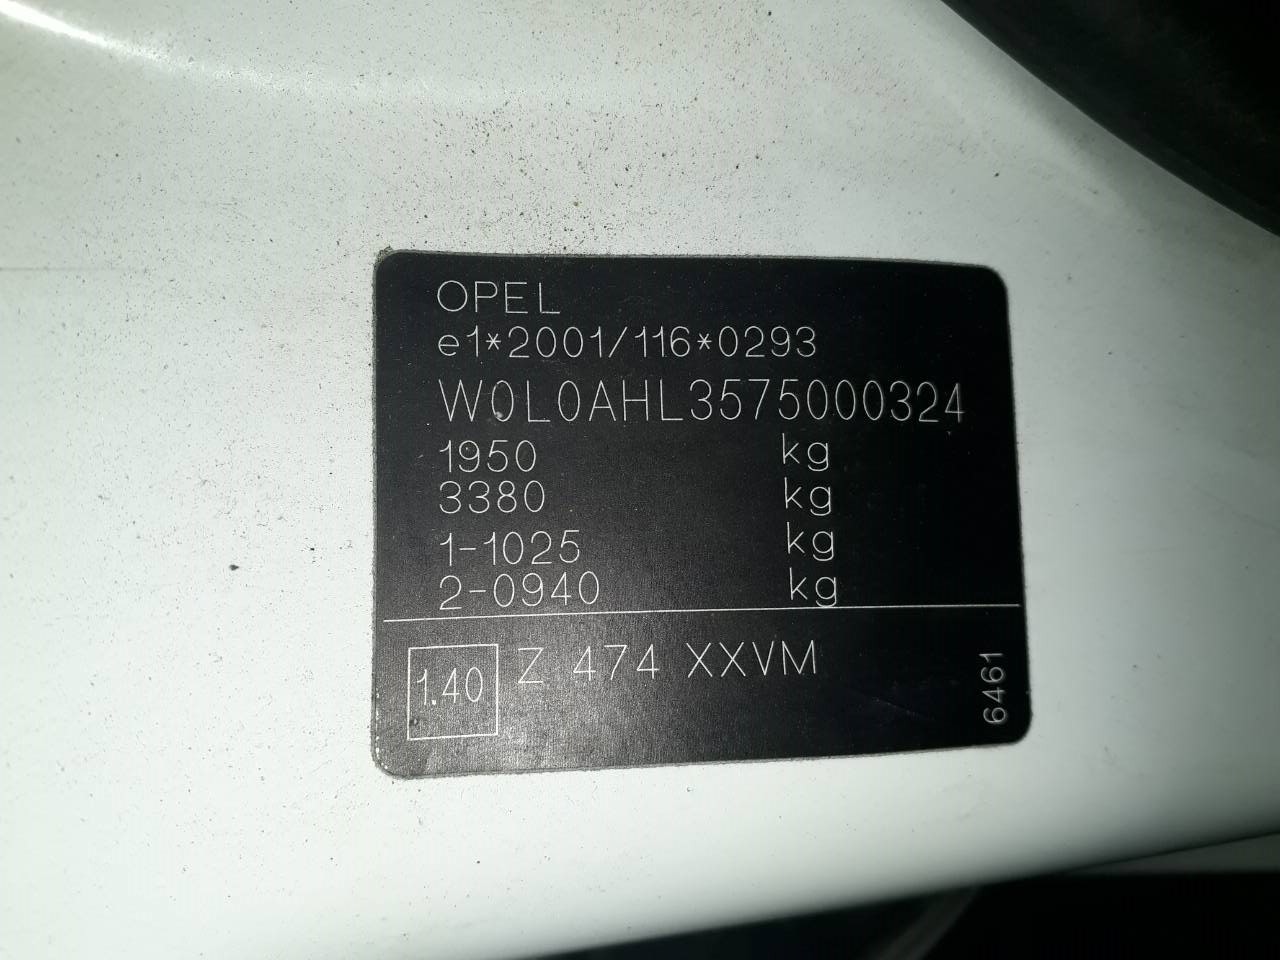 OPEL
e1*2001/116*0293
W0L0AHL3575000324
1950 kg
3380 kg
1-1025 kg
2-0940 kg
1.40 Z 474 XXVM
6461